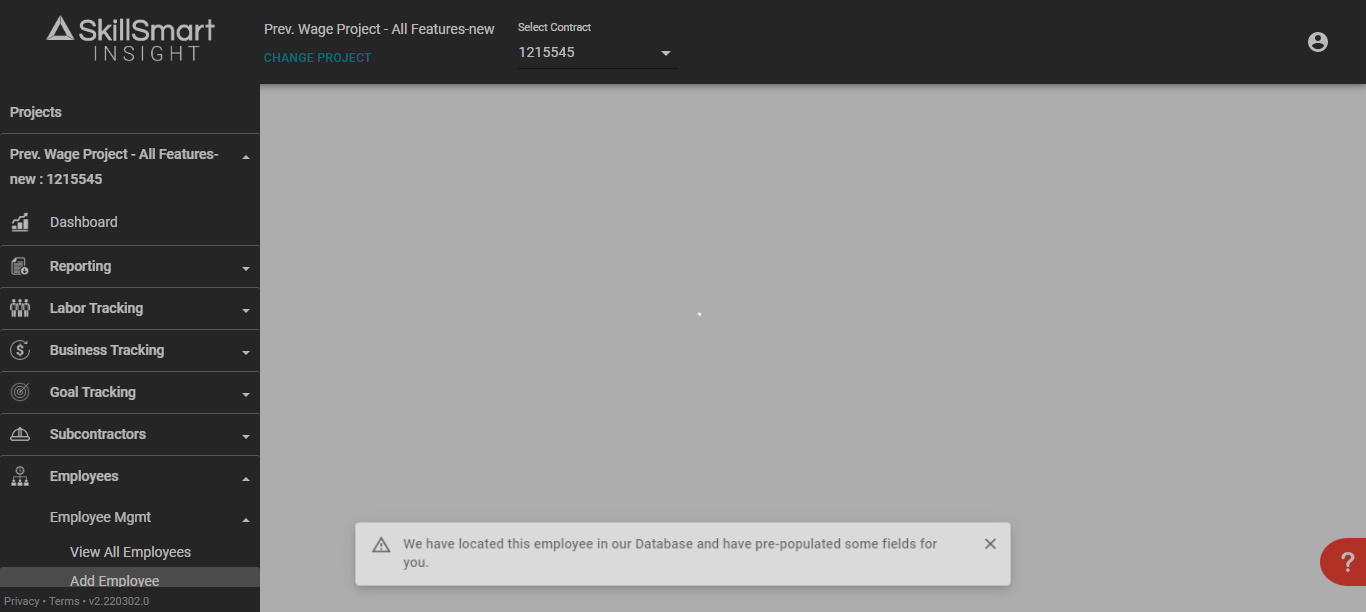 SkillSmart
INSIGHT
Prev. Wage Project - All Features-new
CHANGE PROJECT
Select Contract
1215545
Projects
Prev. Wage Project - All Features-
new : 1215545
Dashboard
Reporting
Labor Tracking
Business Tracking
Goal Tracking
Subcontractors
Employees
Employee Mgmt
View All Employees
Add Employee
Privacy • Terms • v2.220302.0
We have located this employee in our Database and have pre-populated some fields for
you.
?